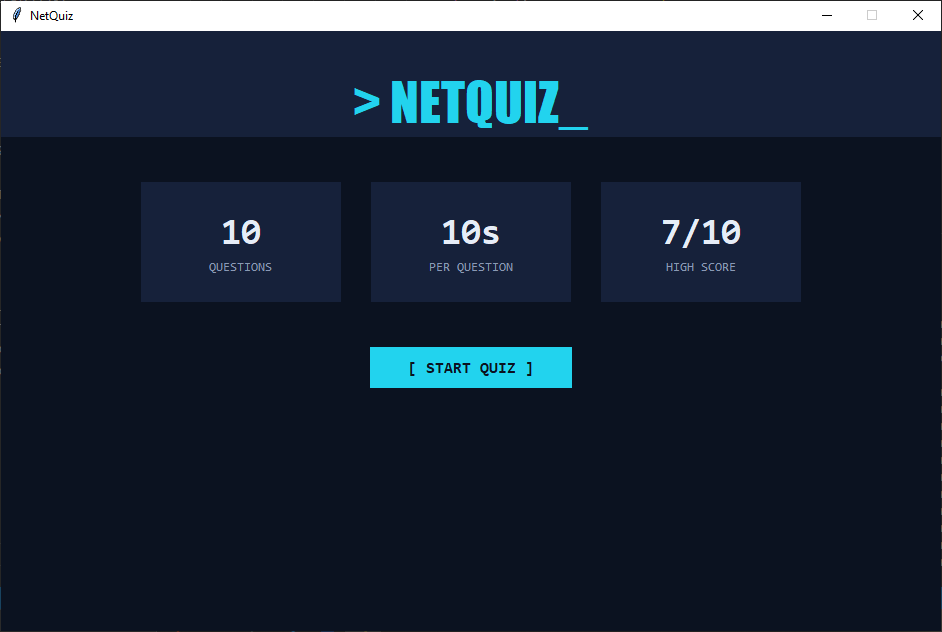 NetQuiz
> NETQUIZ_
10
QUESTIONS
10s
PER QUESTION
7/10
HIGH SCORE
[ START QUIZ ]